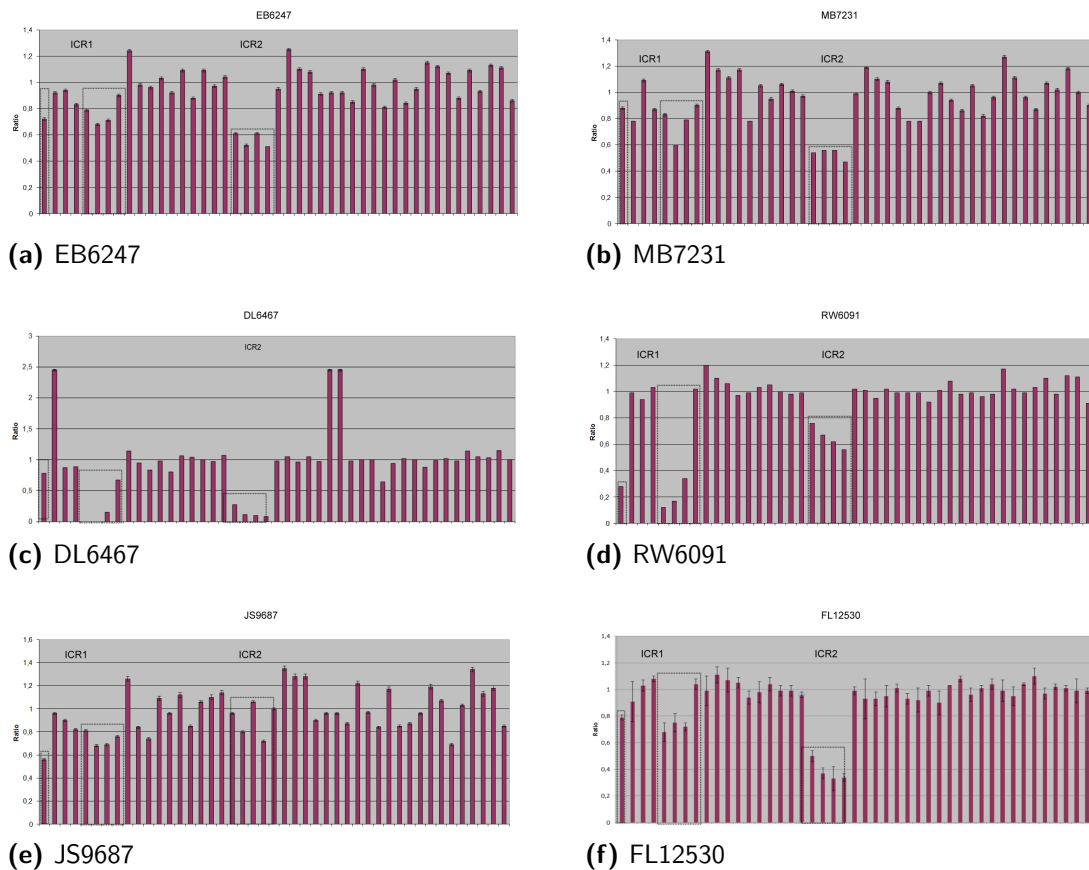 EB6247
ICR1
ICR2
Ratio
1,4
1,2
1
0,8
0,6
0,4
0,2
0
(a) EB6247
MB7231
ICR1
ICR2
Ratio
1,4
1,2
1
0,8
0,6
0,4
0,2
0
(b) MB7231
DL6467
ICR2
Ratio
3
2,5
2
1,5
1
0,5
0
(c) DL6467
RW6091
ICR1
ICR2
Ratio
1,4
1,2
1
0,8
0,6
0,4
0,2
0
(d) RW6091
JS9687
ICR1
ICR2
Ratio
1,6
1,4
1,2
1
0,8
0,6
0,4
0,2
0
(e) JS9687
FL12530
ICR1
ICR2
Ratio
1,4
1,2
1
0,8
0,6
0,4
0,2
0
(f) FL12530